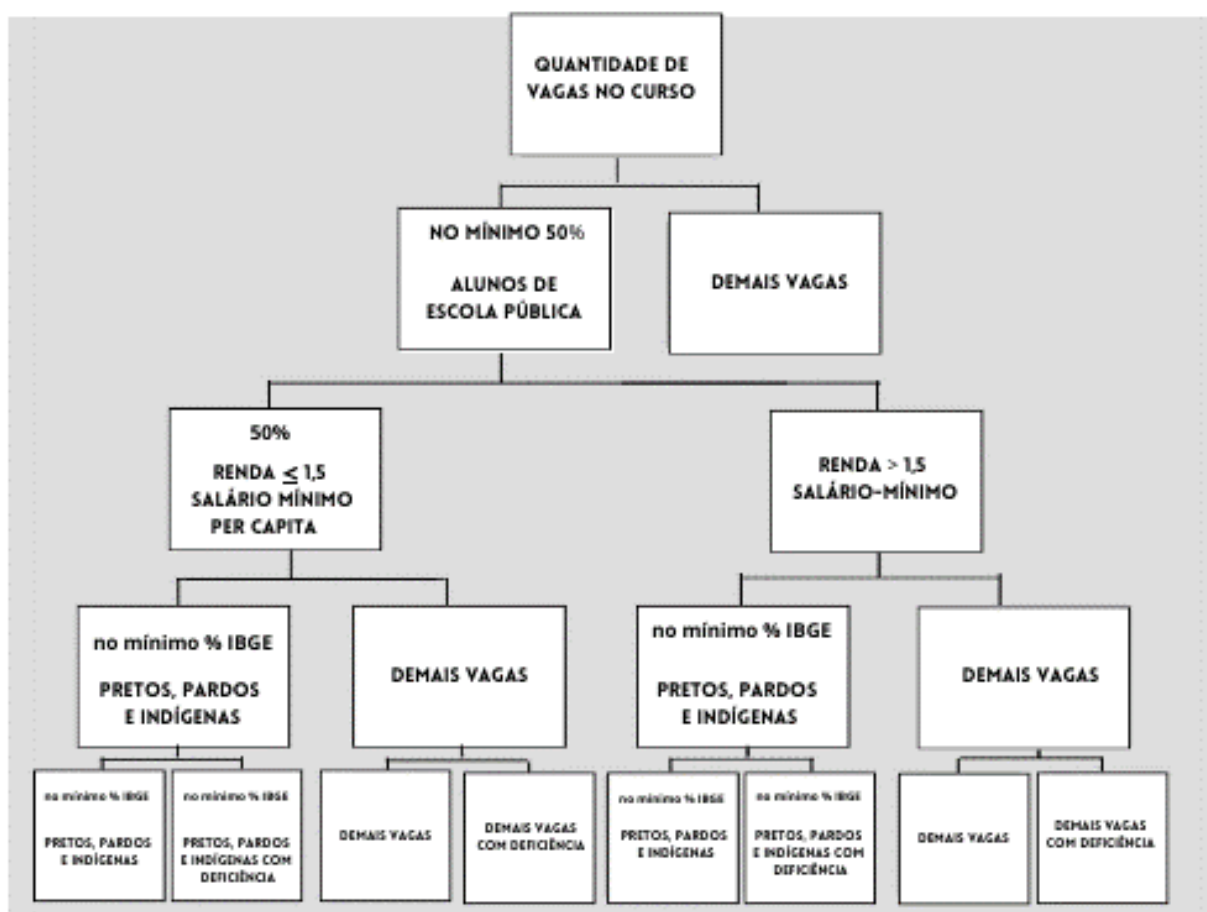 QUANTIDADE DE
VAGAS NO CURSO
NO MÍNIMO 50%
ALUNOS DE
ESCOLA PÚBLICA
DEMAIS VAGAS
50%
RENDA ≤ 1,5
SALÁRIO MÍNIMO
PER CAPITA
RENDA > 1,5
SALÁRIO-MÍNIMO
no mínimo % IBGE
PRETOS, PARDOS
E INDÍGENAS
DEMAIS VAGAS
no mínimo % IBGE
PRETOS, PARDOS
E INDÍGENAS
DEMAIS VAGAS
no mínimo % IBGE
PRETOS, PARDOS
E INDÍGENAS
no mínimo % IBGE
PRETOS, PARDOS
E INDÍGENAS COM
DEFICIÊNCIA
DEMAIS VAGAS
DEMAIS VAGAS
COM DEFICIÊNCIA
no mínimo % IBGE
PRETOS, PARDOS
E INDÍGENAS
no mínimo % IBGE
PRETOS, PARDOS
E INDÍGENAS COM
DEFICIÊNCIA
DEMAIS VAGAS
DEMAIS VAGAS
COM DEFICIÊNCIA